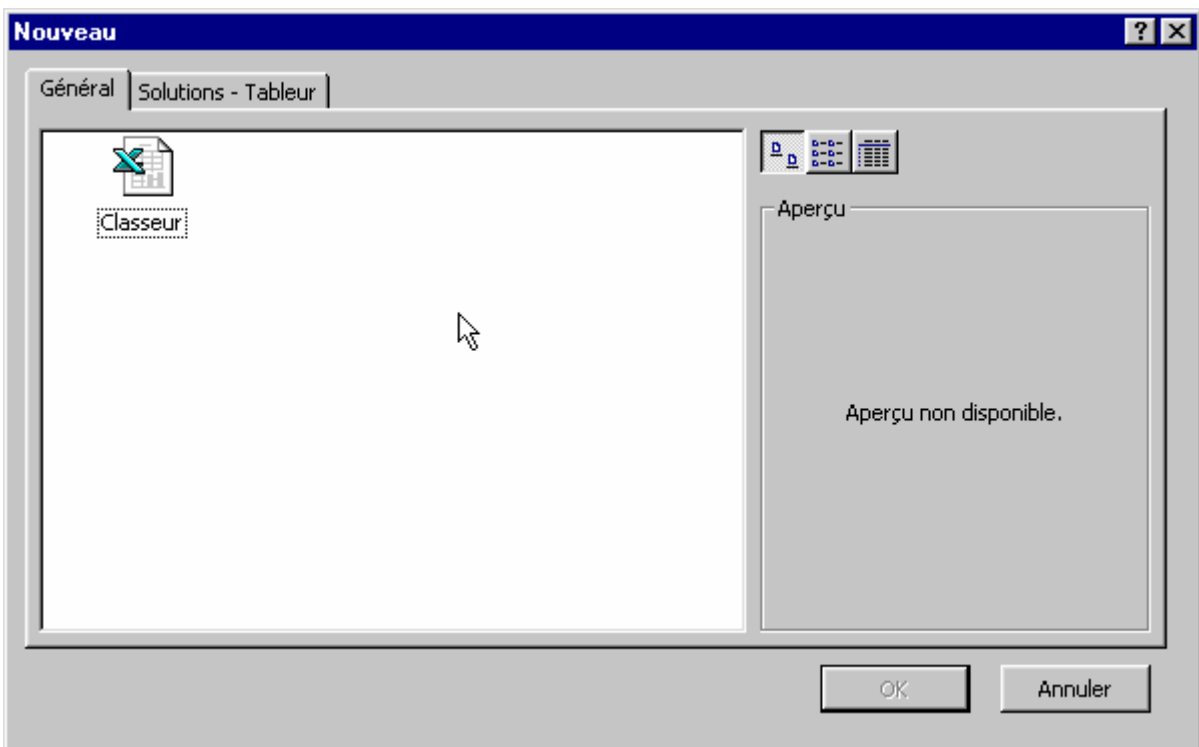 Nouveau
Général
Solutions - Tableur
Classeur
Aperçu
Aperçu non disponible.
OK
Annuler